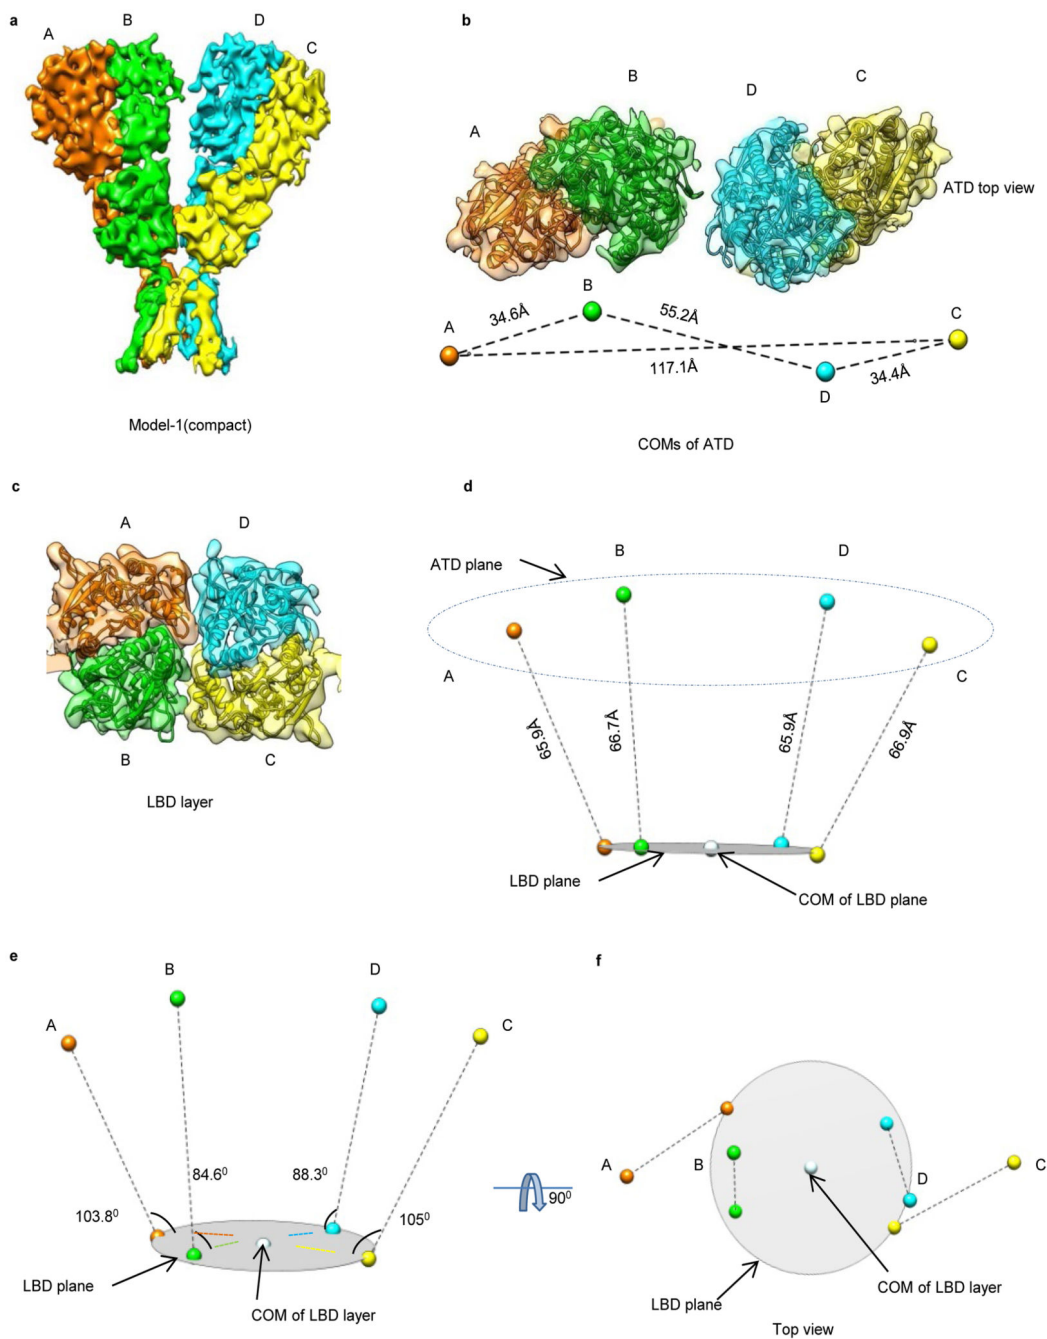 a
A
B
D
C
Model-1(compact)
b
A
B
D
C
ATD top view
A
B
C
D
34.6Å
55.2Å
117.1Å
34.4Å
COMs of ATD
c
A
D
B
C
LBD layer
d
ATD plane
B
D
A
C
65.9Å
66.7Å
65.9Å
66.9Å
LBD plane
COM of LBD plane
e
A
B
D
C
84.6⁰
88.3⁰
103.8⁰
105⁰
LBD plane
COM of LBD layer
90⁰
f
A
B
D
C
COM of LBD layer
LBD plane
Top view